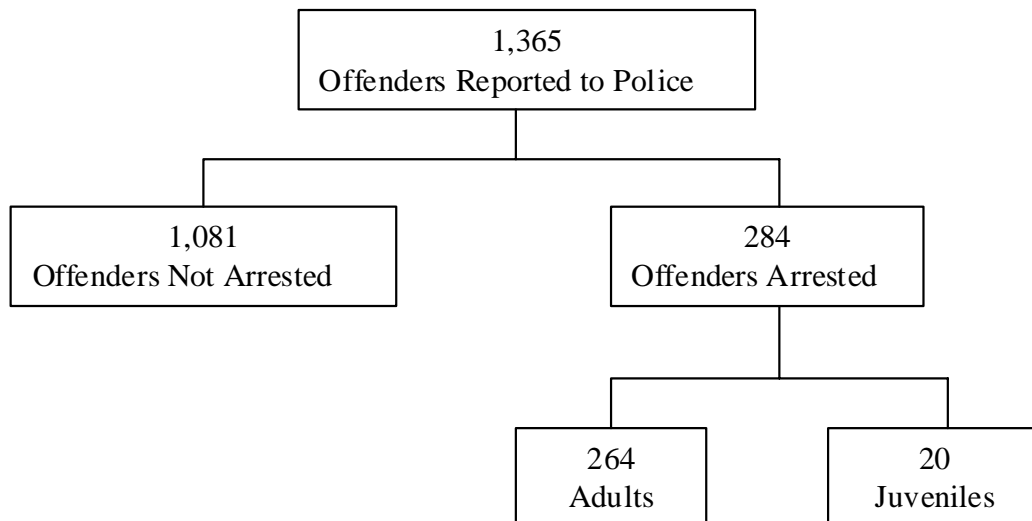 1,365
Offenders Reported to Police
1,081
Offenders Not Arrested
284
Offenders Arrested
264
Adults
20
Juveniles